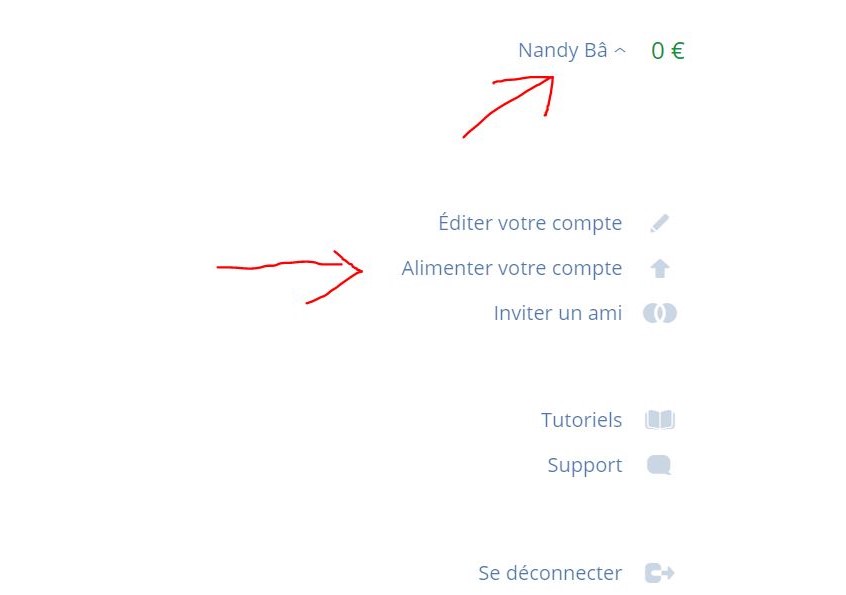 Nandy Bâ 0 €
Éditer votre compte
Alimenter votre compte
Inviter un ami
Tutoriels
Support
Se déconnecter